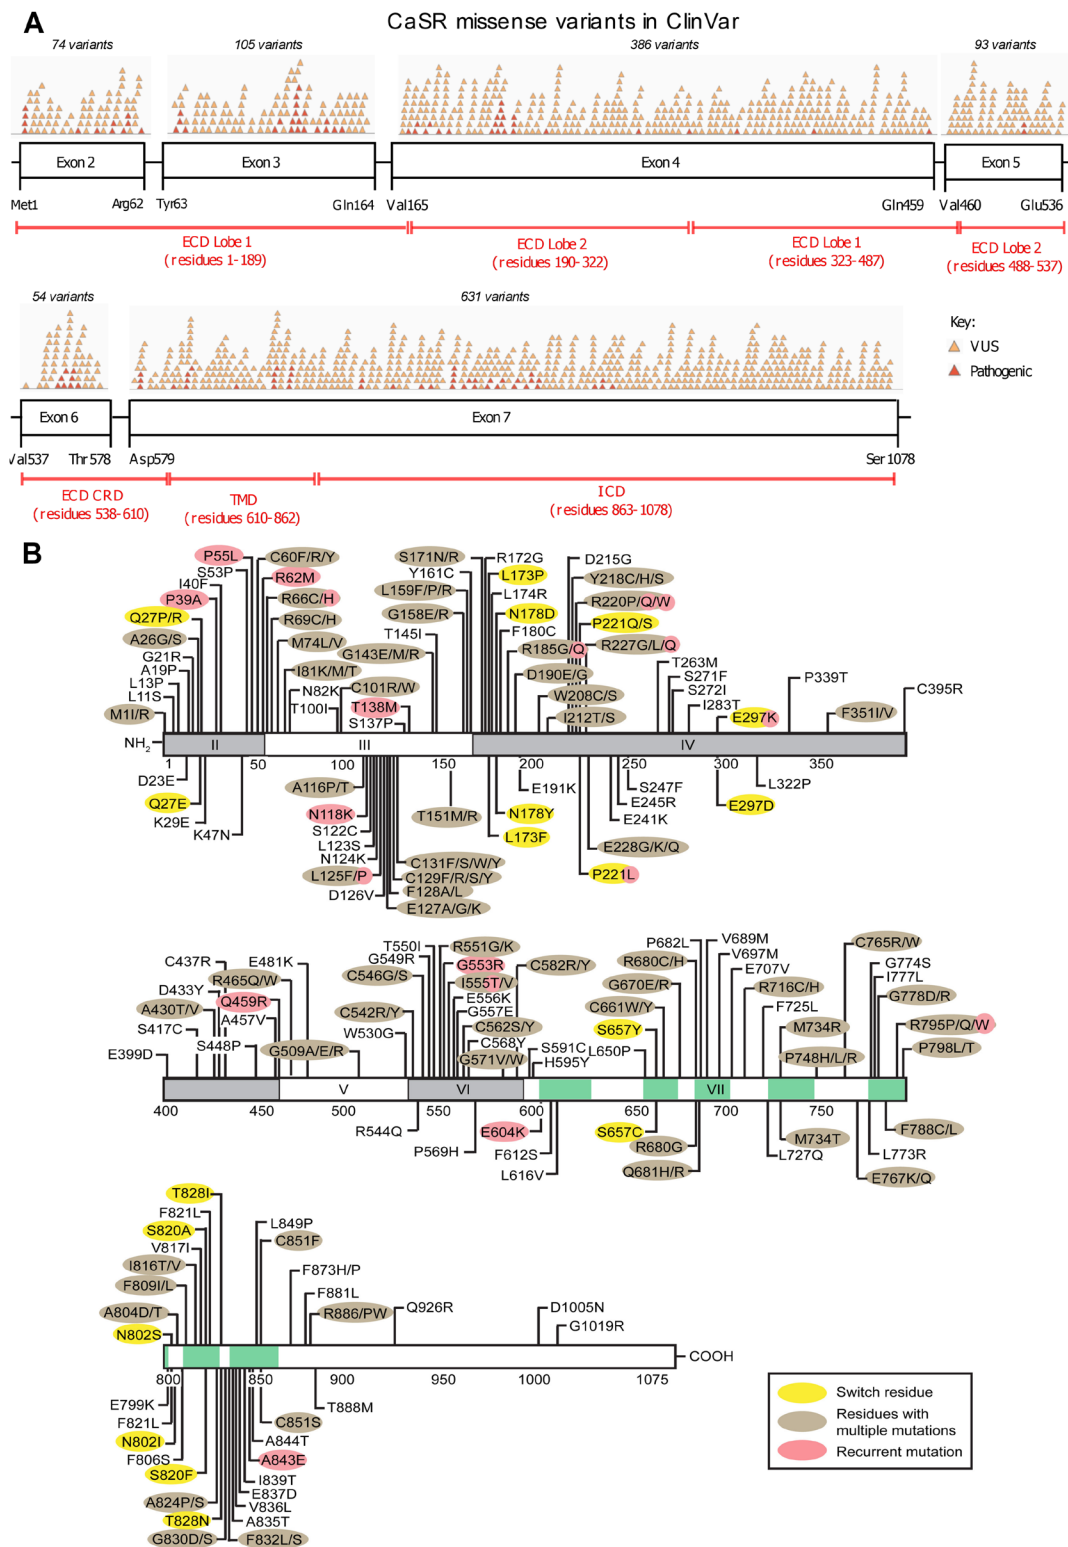 A
CaSR missense variants in ClinVar
74 variants
105 variants
386 variants
93 variants
Exon 2
Exon 3
Exon 4
Exon 5
Met1
Arg62
Tyr63
Gln164
Val165
Gln459
Val460
Glu536
ECD Lobe 1
(residues 1-189)
ECD Lobe 2
(residues 190-322)
ECD Lobe 1
(residues 323-487)
ECD Lobe 2
(residues 488-537)
54 variants
631 variants
Key:
VUS
Pathogenic
Exon 6
Exon 7
Val537
Thr578
Asp579
Ser1078
ECD CRD
(residues 538-610)
TMD
(residues 610-862)
ICD
(residues 863-1078)
B
P55L
S53P
I40F
P39A
Q27P/R
A26G/S
G21R
A19P
L13P
L11S
M1I/R
C60F/R/Y
R62M
R66C/H
R69C/H
M74L/V
I81K/M/T
N82K
T100I
C101R/W
T138M
S137P
S171N/R
Y161C
L159F/P/R
G158E/R
T145I
G143E/M/R
R172G
L173P
L174R
N178D
F180C
R185G/Q
D190E/G
W208C/S
I212T/S
D215G
Y218C/H/S
R220P/Q/W
P221Q/S
R227G/L/Q
T263M
S271F
S272I
I283T
E297K
P339T
F351I/V
C395R
NH2
II
III
IV
1
50
100
150
200
250
300
350
D23E
Q27E
K29E
K47N
A116P/T
N118K
S122C
L123S
N124K
L125F/P
D126V
T151M/R
C131F/S/W/Y
C129F/R/S/Y
F128A/L
E127A/G/K
E191K
N178Y
L173F
S247F
E245R
E241K
E228G/K/Q
P221L
L322P
E297D
C437R
D433Y
A430T/V
S417C
E399D
E481K
R465Q/W
Q459R
A457V
S448P
G509A/E/R
T550I
G549R
C546G/S
C542R/Y
W530G
R551G/K
G553R
I555T/V
E556K
G557E
C562S/Y
C568Y
G571V/W
C582R/Y
S591C
H595Y
P682L
R680C/H
G670E/R
C661W/Y
S657Y
L650P
V689M
V697M
E707V
R716C/H
F725L
M734R
P748H/L/R
C765R/W
G774S
I777L
G778D/R
R795P/Q/W
P798L/T
V
VI
VII
400
450
500
550
600
650
700
750
R544Q
P569H
E604K
F612S
L616V
S657C
R680G
Q681H/R
M734T
L727Q
F788C/L
L773R
E767K/Q
T828I
F821L
S820A
V817I
I816T/V
F809I/L
A804D/T
N802S
L849P
C851F
F873H/P
F881L
R886/PW
Q926R
D1005N
G1019R
COOH
800
850
900
950
1000
1075
E799K
F821L
N802I
F806S
S820F
A824P/S
T828N
G830D/S
T888M
C851S
A844T
A843E
I839T
E837D
V836L
A835T
F832L/S
Switch residue
Residues with
multiple mutations
Recurrent mutation